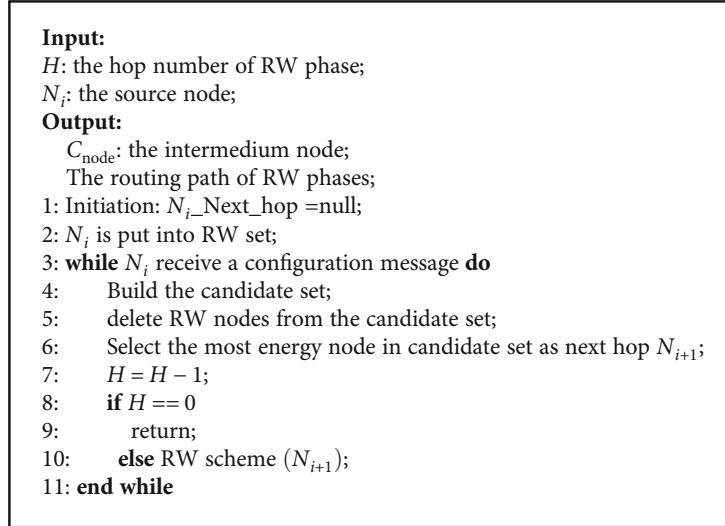 Input:
H: the hop number of RW phase;
N_i: the source node;
Output:
C_node: the intermedium node;
The routing path of RW phases;
1: Initiation: N_i_Next_hop =null;
2: N_i is put into RW set;
3: while N_i receive a configuration message do
4: Build the candidate set;
5: delete RW nodes from the candidate set;
6: Select the most energy node in candidate set as next hop N_{i+1};
7: H = H − 1;
8: if H == 0
9: return;
10: else RW scheme (N_{i+1});
11: end while